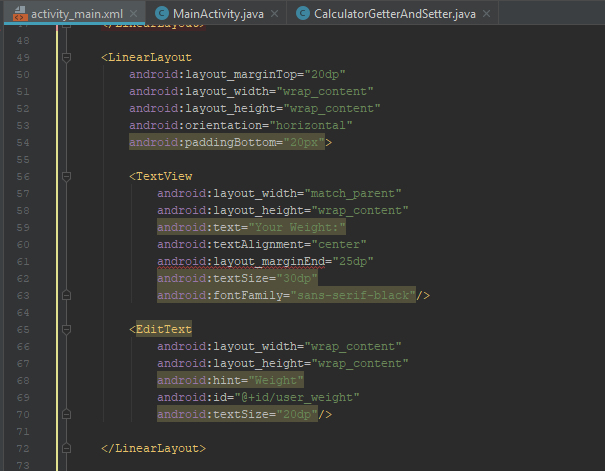 activity_main.xml MainActivity.java CalculatorGetterAndSetter.java
</LinearLayout>
48
49 <LinearLayout
50 android:layout_marginTop="20dp"
51 android:layout_width="wrap_content"
52 android:layout_height="wrap_content"
53 android:orientation="horizontal"
54 android:paddingBottom="20px">
55
56 <TextView
57 android:layout_width="match_parent"
58 android:layout_height="wrap_content"
59 android:text="Your Weight:"
60 android:textAlignment="center"
61 android:layout_marginEnd="25dp"
62 android:textSize="30dp"
63 android:fontFamily="sans-serif-black"/>
64
65 <EditText
66 android:layout_width="wrap_content"
67 android:layout_height="wrap_content"
68 android:hint="Weight"
69 android:id="@+id/user_weight"
70 android:textSize="20dp"/>
71
72 </LinearLayout>
73